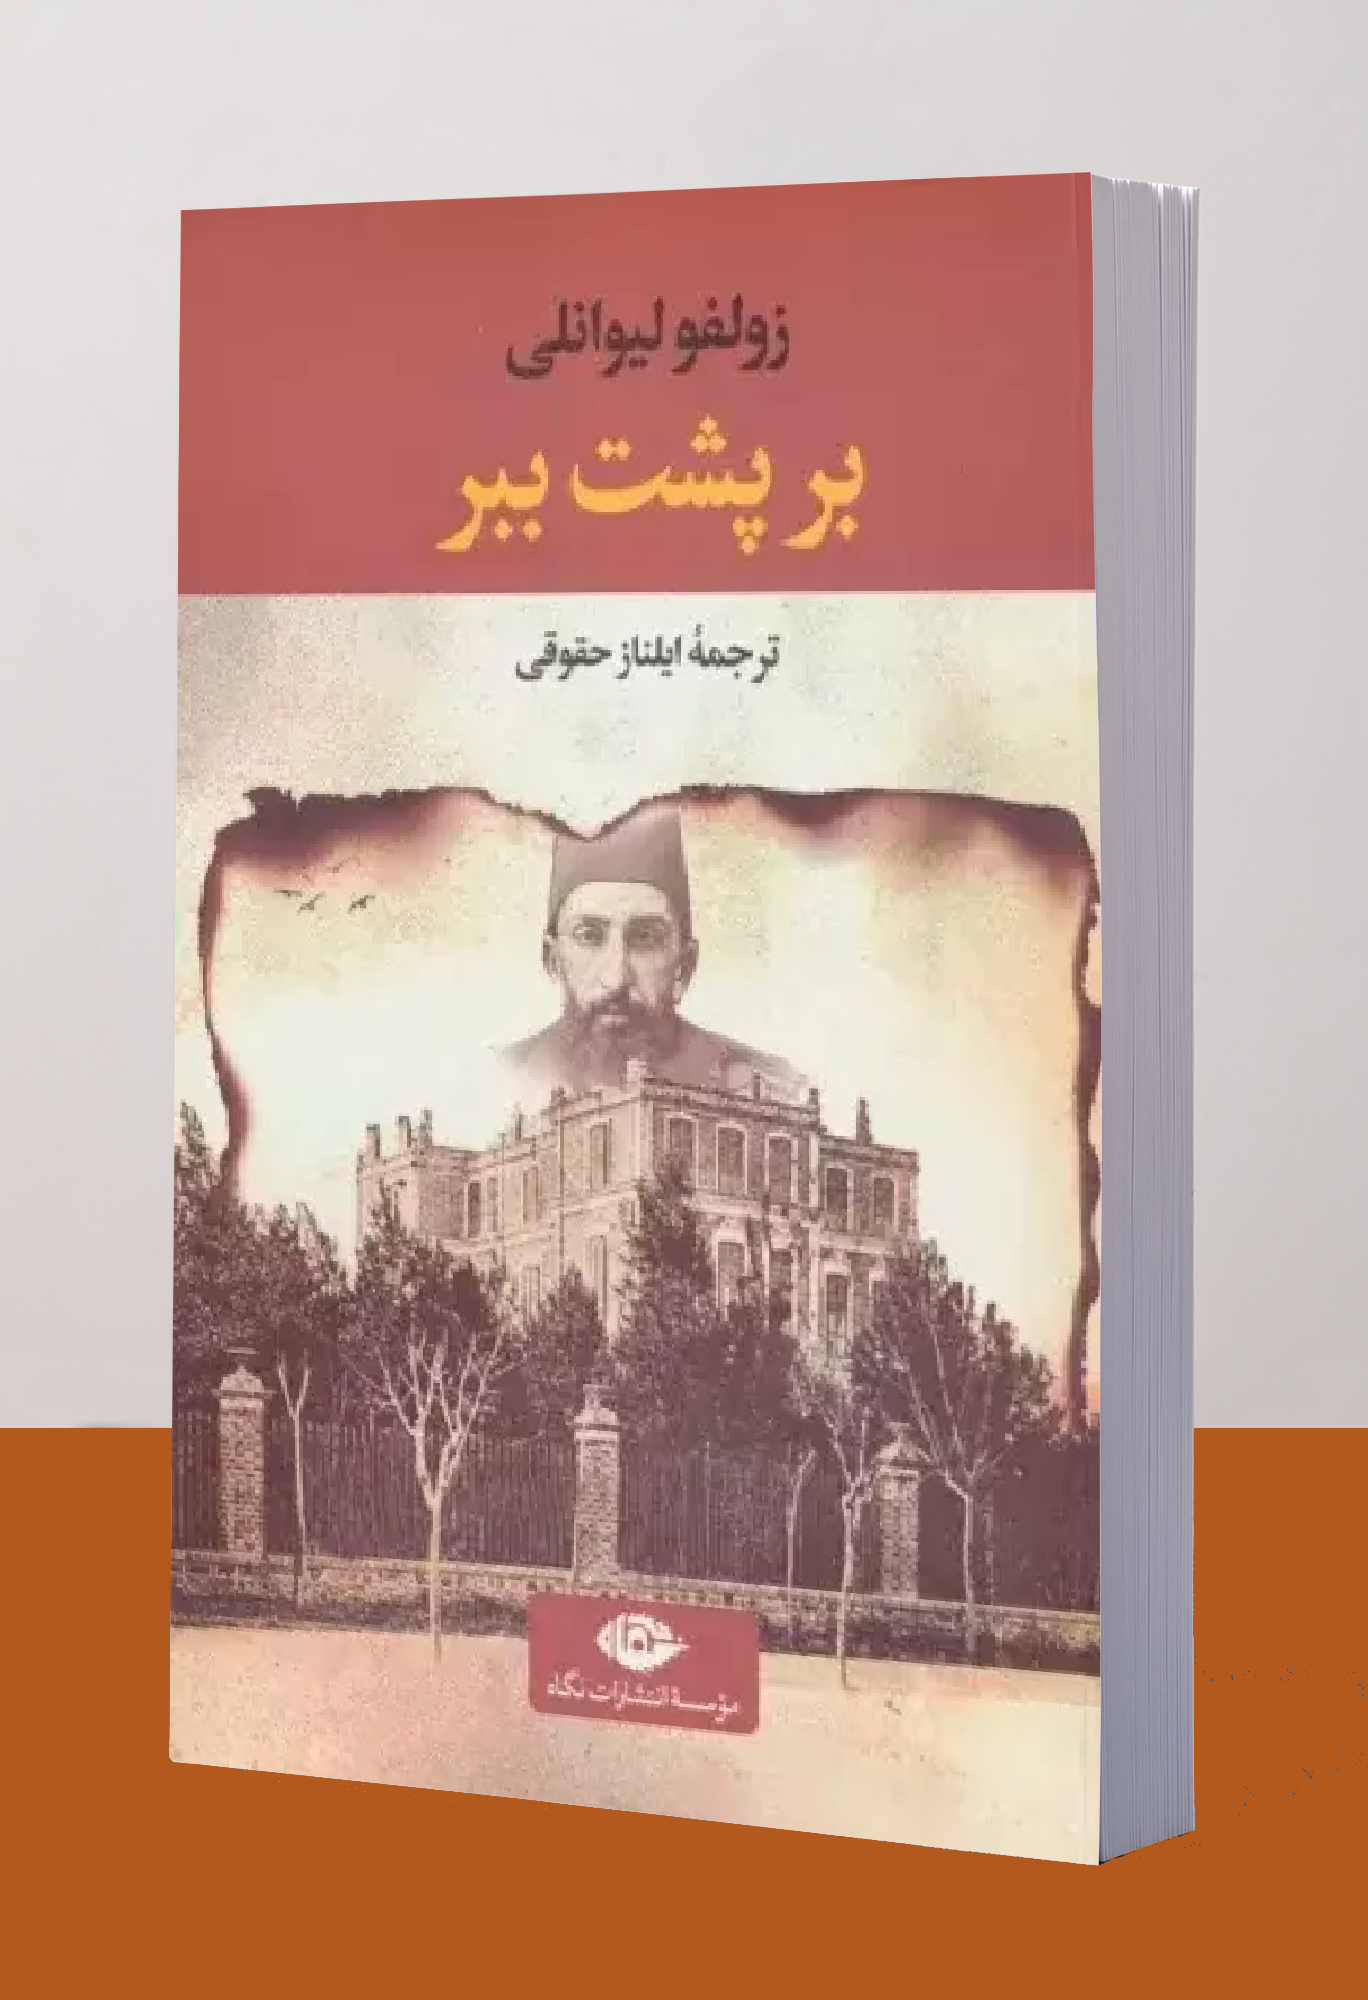 زولفو لیوانلی
بر پشت ببر
ترجمهٔ ایلناز حقوقی
مؤسسهٔ انتشارات نگاه